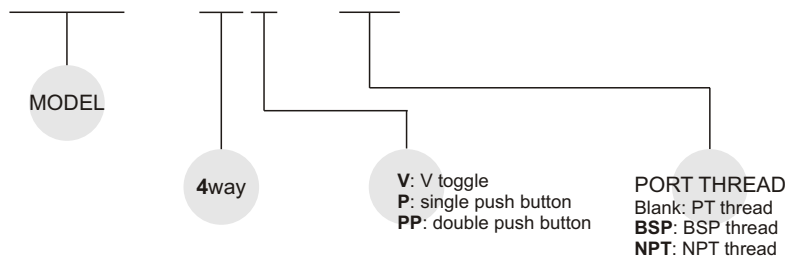 MODEL
4way
V: V toggle
P: single push button
PP: double push button
PORT THREAD
Blank: PT thread
BSP: BSP thread
NPT: NPT thread